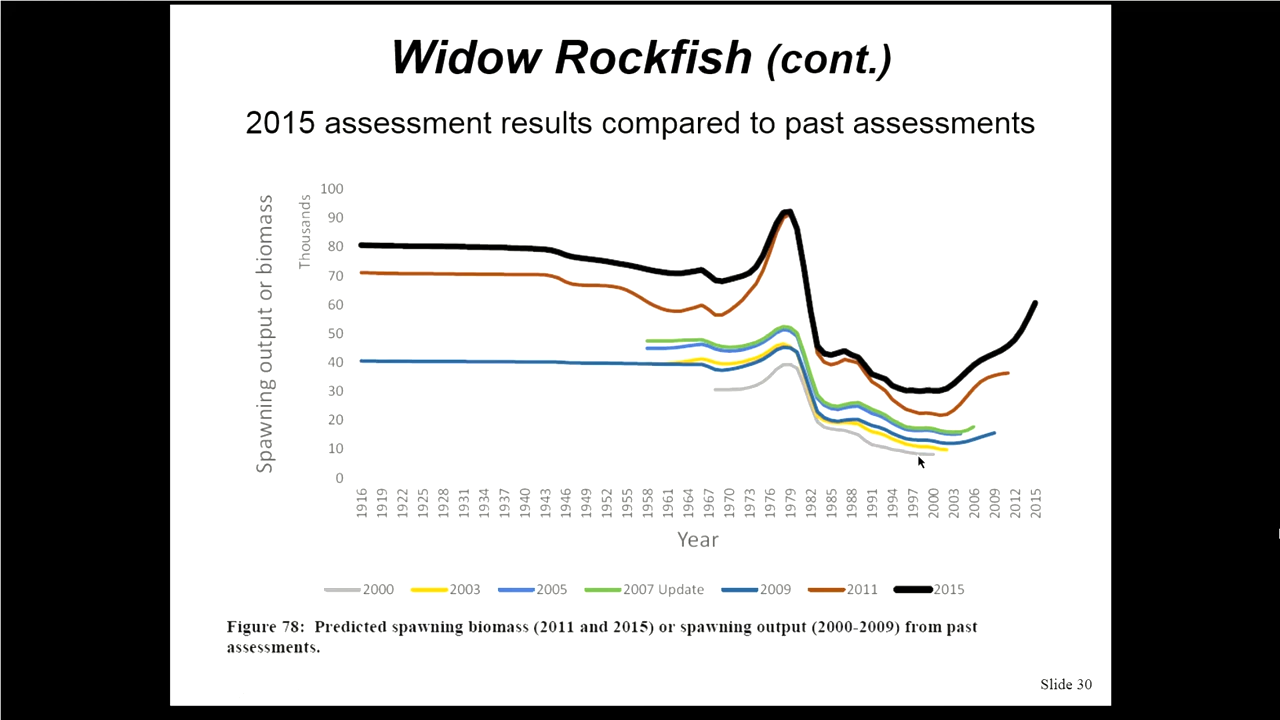 Widow Rockfish (cont.)
2015 assessment results compared to past assessments
Spawning output or biomass
Thousands
100
90
80
70
60
50
40
30
20
10
0
1916 1919 1922 1925 1928 1931 1934 1937 1940 1943 1946 1949 1952 1955 1958 1961 1964 1967 1970 1973 1976 1979 1982 1985 1988 1991 1994 1997 2000 2003 2006 2009 2012 2015
Year
2000 2003 2005 2007 Update 2009 2011 2015
Figure 78: Predicted spawning biomass (2011 and 2015) or spawning output (2000-2009) from past
assessments.
Slide 30